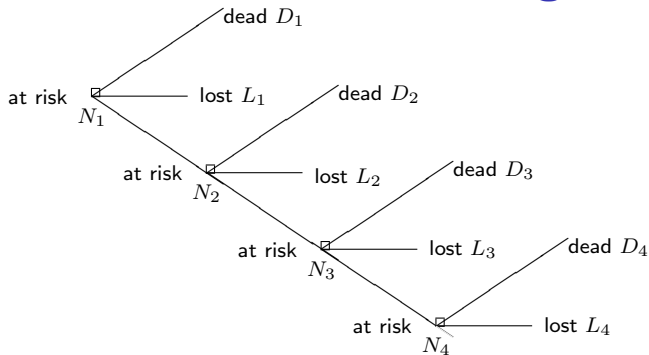 dead D₁
at risk
lost L₁
N₁
dead D₂
at risk
lost L₂
N₂
dead D₃
at risk
lost L₃
N₃
dead D₄
at risk
lost L₄
N₄